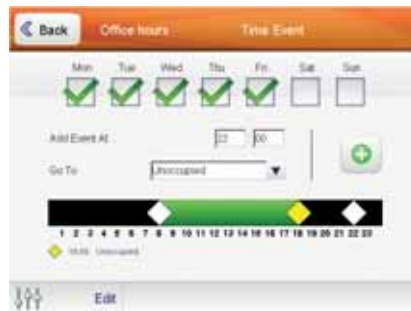 Back Office hours Time Event
Mon Tue Wed Thu Fri Sat Sun
Add Event At 22 00
Go To Unoccupied
1 2 3 4 5 6 7 8 9 10 11 12 13 14 15 16 17 18 19 20 21 22 23
Unoccupied
Edit